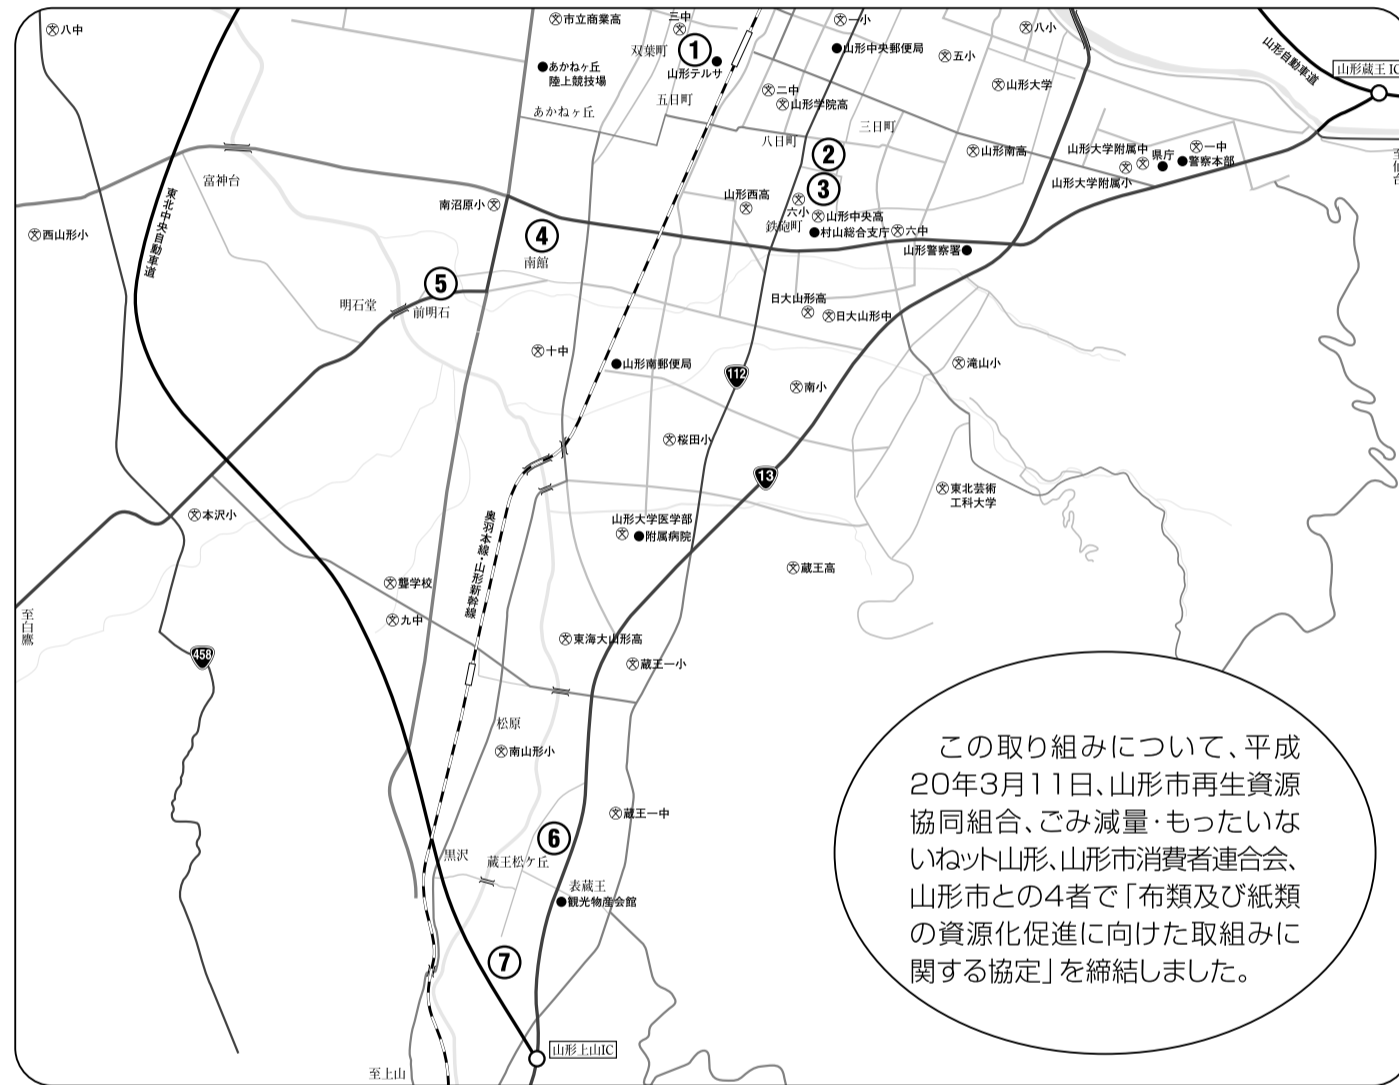 八中
市立商業高
三中
一小
八小
双葉町
①
山形中央郵便局
五小
山形自動車道
あかねヶ丘
陸上競技場
山形テルサ
山形蔵王IC
二中
山形大学
五日町
山形学院高
あかねヶ丘
三日町
八日町
②
山形南高
山形大学附属中
県庁
一中
警察本部
至仙台
富神台
東北中央自動車道
③
山形大学附属小
山形西高
南沼原小
六小
山形中央高
鉄砲町
村山総合支庁
六中
西山形小
④
南館
山形警察署
⑤
明石堂
前明石
日大山形高
日大山形中
十中
山形南郵便局
滝山小
112
南小
桜田小
13
東北芸術
工科大学
本沢小
奥羽本線・山形新幹線
山形大学医学部
附属病院
蔵王高
聾学校
至白鷹
九中
東海大山形高
458
蔵王一小
松原
南山形小
蔵王一中
⑥
黒沢
蔵王松ケ丘
表蔵王
観光物産会館
⑦
山形上山IC
至上山
この取り組みについて、平成
20年3月11日、山形市再生資源
協同組合、ごみ減量・もったいな
いねット山形、山形市消費者連合会、
山形市との4者で「布類及び紙類
の資源化促進に向けた取組みに
関する協定」を締結しました。